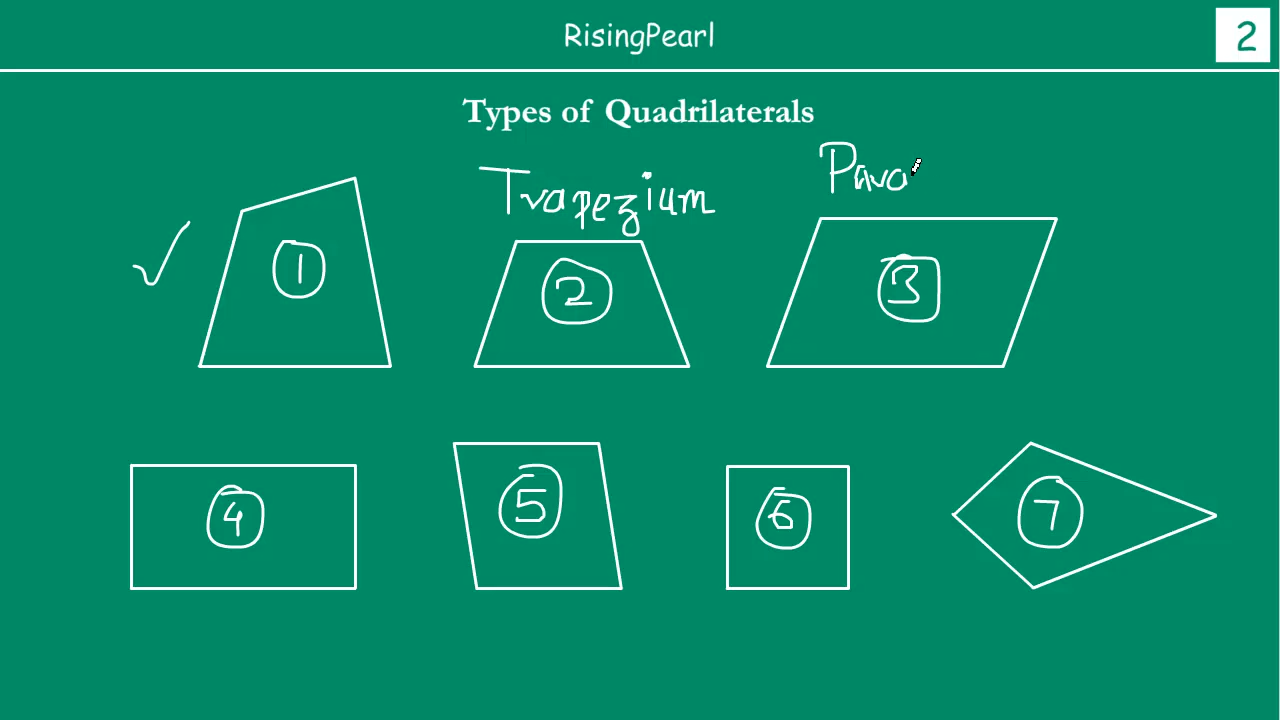 RisingPearl
2
Types of Quadrilaterals
Trapezium
Para
1
2
3
4
5
6
7